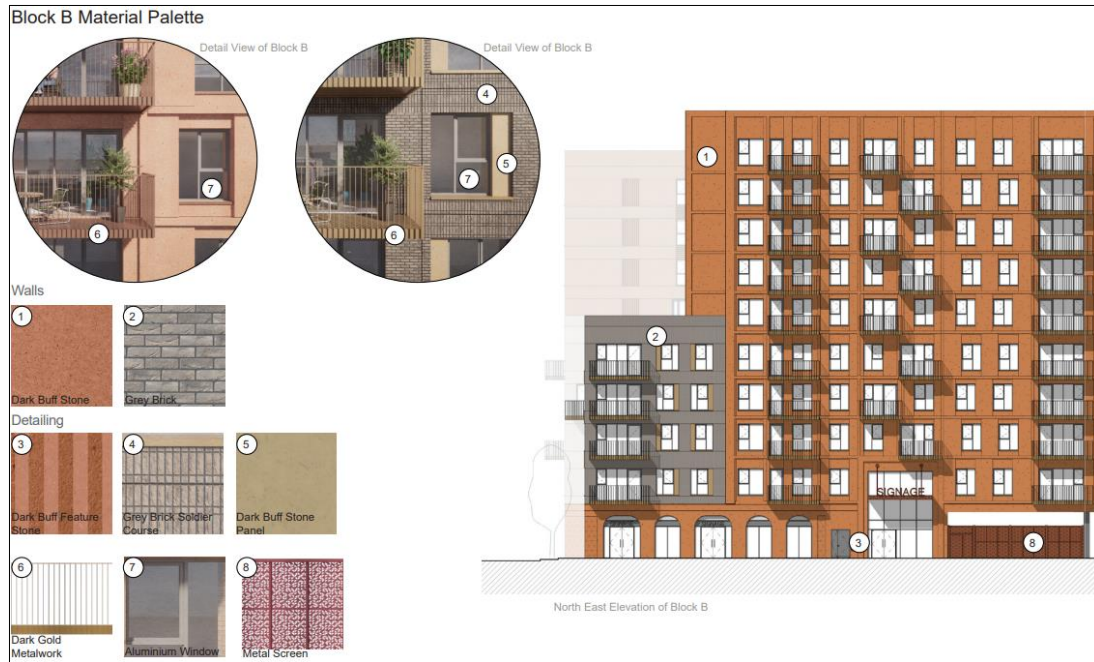 Block B Material Palette
Detail View of Block B
Detail View of Block B
4
5
7
7
6
6
Walls
1
2
Dark Buff Stone
Grey Brick
Detailing
3
4
5
Dark Buff Feature
Stone
Grey Brick Soldier
Course
Dark Buff Stone
Panel
6
7
8
Dark Gold
Metalwork
Aluminium Window
Metal Screen
1
2
SIGNAGE
3
8
North East Elevation of Block B